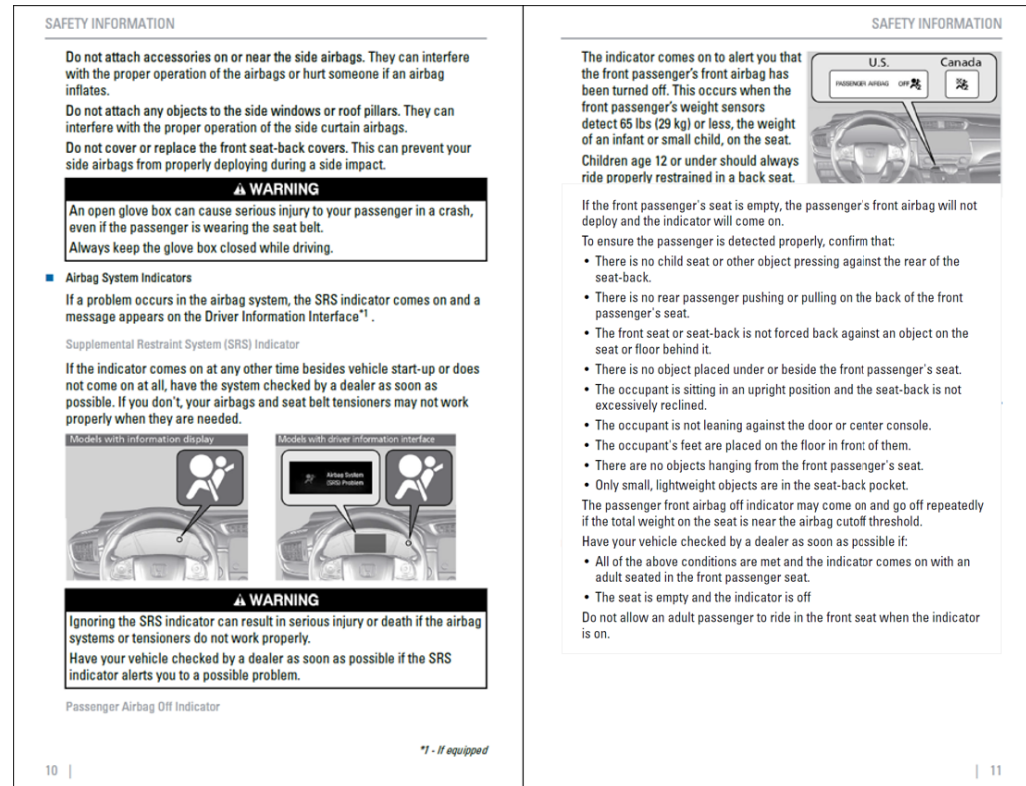 SAFETY INFORMATION
Do not attach accessories on or near the side airbags. They can interfere
with the proper operation of the airbags or hurt someone if an airbag
inflates.
Do not attach any objects to the side windows or roof pillars. They can
interfere with the proper operation of the side curtain airbags.
Do not cover or replace the front seat-back covers. This can prevent your
side airbags from properly deploying during a side impact.
WARNING
An open glove box can cause serious injury to your passenger in a crash,
even if the passenger is wearing the seat belt.
Always keep the glove box closed while driving.
Airbag System Indicators
If a problem occurs in the airbag system, the SRS indicator comes on and a
message appears on the Driver Information Interface*1 .
Supplemental Restraint System (SRS) Indicator
If the indicator comes on at any other time besides vehicle start-up or does
not come on at all, have the system checked by a dealer as soon as
possible. If you don't, your airbags and seat belt tensioners may not work
properly when they are needed.
Models with information display
Models with driver information interface
Airbag System
(SRS) Problem
WARNING
Ignoring the SRS indicator can result in serious injury or death if the airbag
systems or tensioners do not work properly.
Have your vehicle checked by a dealer as soon as possible if the SRS
indicator alerts you to a possible problem.
Passenger Airbag Off Indicator
*1 - If equipped
10 |
SAFETY INFORMATION
The indicator comes on to alert you that
the front passenger's front airbag has
been turned off. This occurs when the
front passenger's weight sensors
detect 65 lbs (29 kg) or less, the weight
of an infant or small child, on the seat.
Children age 12 or under should always
ride properly restrained in a back seat.
U.S.
Canada
PASSENGER AIRBAG OFF
If the front passenger's seat is empty, the passenger's front airbag will not
deploy and the indicator will come on.
To ensure the passenger is detected properly, confirm that:
• There is no child seat or other object pressing against the rear of the
seat-back.
• There is no rear passenger pushing or pulling on the back of the front
passenger's seat.
• The front seat or seat-back is not forced back against an object on the
seat or floor behind it.
• There is no object placed under or beside the front passenger's seat.
• The occupant is sitting in an upright position and the seat-back is not
excessively reclined.
• The occupant is not leaning against the door or center console.
• The occupant's feet are placed on the floor in front of them.
• There are no objects hanging from the front passenger's seat.
• Only small, lightweight objects are in the seat-back pocket.
The passenger front airbag off indicator may come on and go off repeatedly
if the total weight on the seat is near the airbag cutoff threshold.
Have your vehicle checked by a dealer as soon as possible if:
• All of the above conditions are met and the indicator comes on with an
adult seated in the front passenger seat.
• The seat is empty and the indicator is off
Do not allow an adult passenger to ride in the front seat when the indicator
is on.
| 11